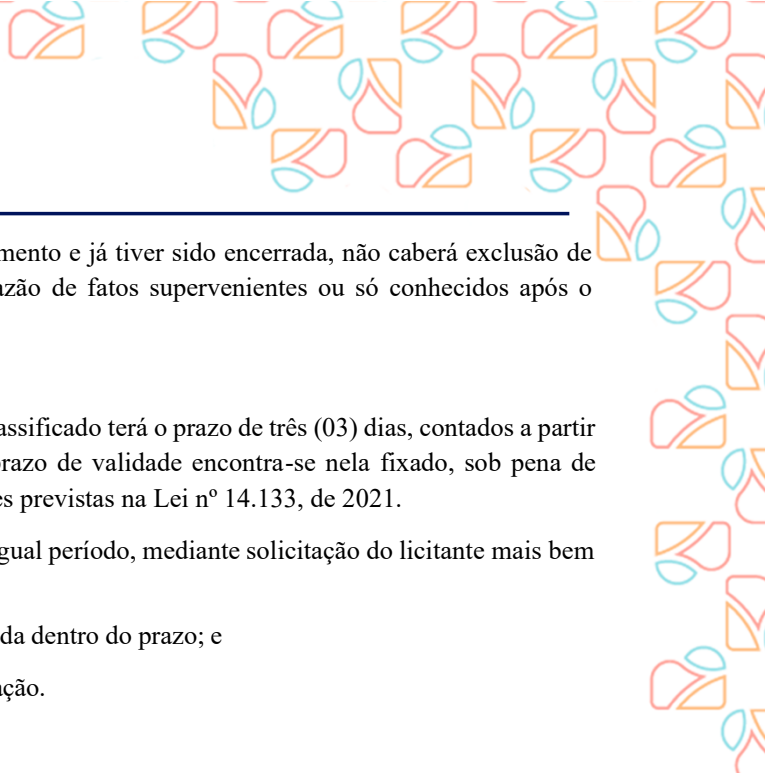 mento e já tiver sido encerrada, não caberá exclusão de
azão de fatos supervenientes ou só conhecidos após o
assificado terá o prazo de três (03) dias, contados a partir
prazo de validade encontra-se nela fixado, sob pena de
es previstas na Lei nº 14.133, de 2021.
gual período, mediante solicitação do licitante mais bem
da dentro do prazo; e
ação.